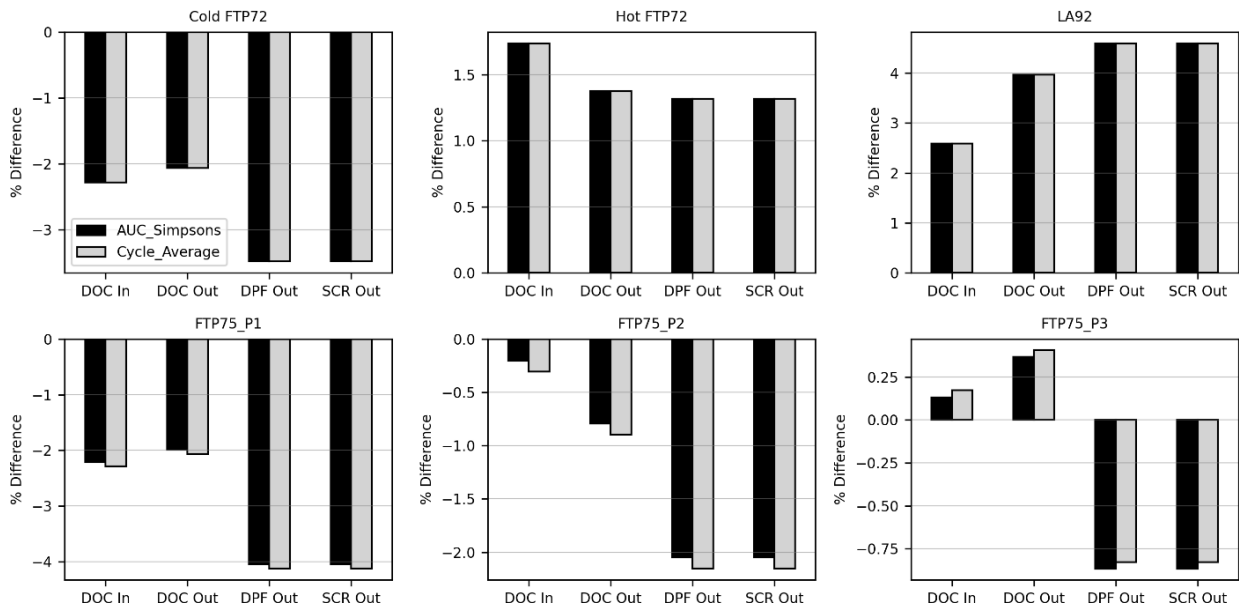 Cold FTP72
% Difference
0
−1
−2
−3
AUC_Simpsons
Cycle_Average
DOC In DOC Out DPF Out SCR Out
Hot FTP72
% Difference
1.5
1.0
0.5
0.0
DOC In DOC Out DPF Out SCR Out
LA92
% Difference
4
3
2
1
0
DOC In DOC Out DPF Out SCR Out
FTP75_P1
% Difference
0
−1
−2
−3
−4
DOC In DOC Out DPF Out SCR Out
FTP75_P2
% Difference
0.0
−0.5
−1.0
−1.5
−2.0
DOC In DOC Out DPF Out SCR Out
FTP75_P3
% Difference
0.25
0.00
−0.25
−0.50
−0.75
DOC In DOC Out DPF Out SCR Out